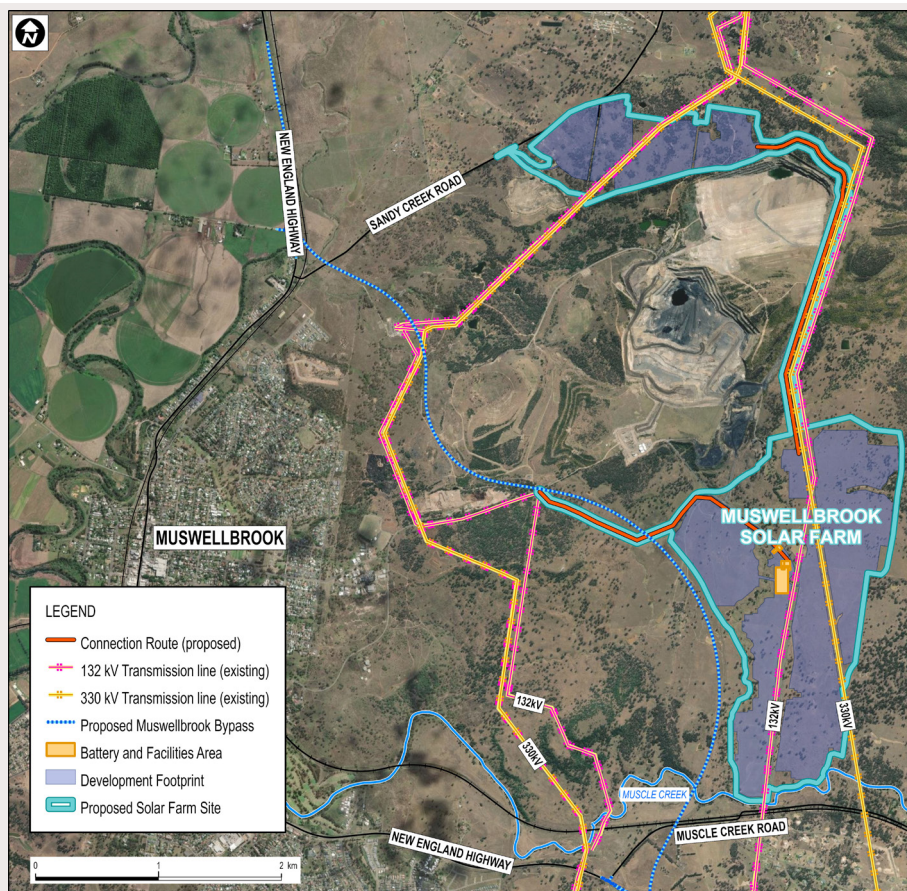 N
NEW ENGLAND HIGHWAY
SANDY CREEK ROAD
MUSWELLBROOK
SOLAR FARM
MUSWELLBROOK
LEGEND
Connection Route (proposed)
132 kV Transmission line (existing)
330 kV Transmission line (existing)
Proposed Muswellbrook Bypass
Battery and Facilities Area
Development Footprint
Proposed Solar Farm Site
132kV
330kV
132kV
330kV
MUSCLE CREEK
MUSCLE CREEK ROAD
NEW ENGLAND HIGHWAY
0 1 2 km